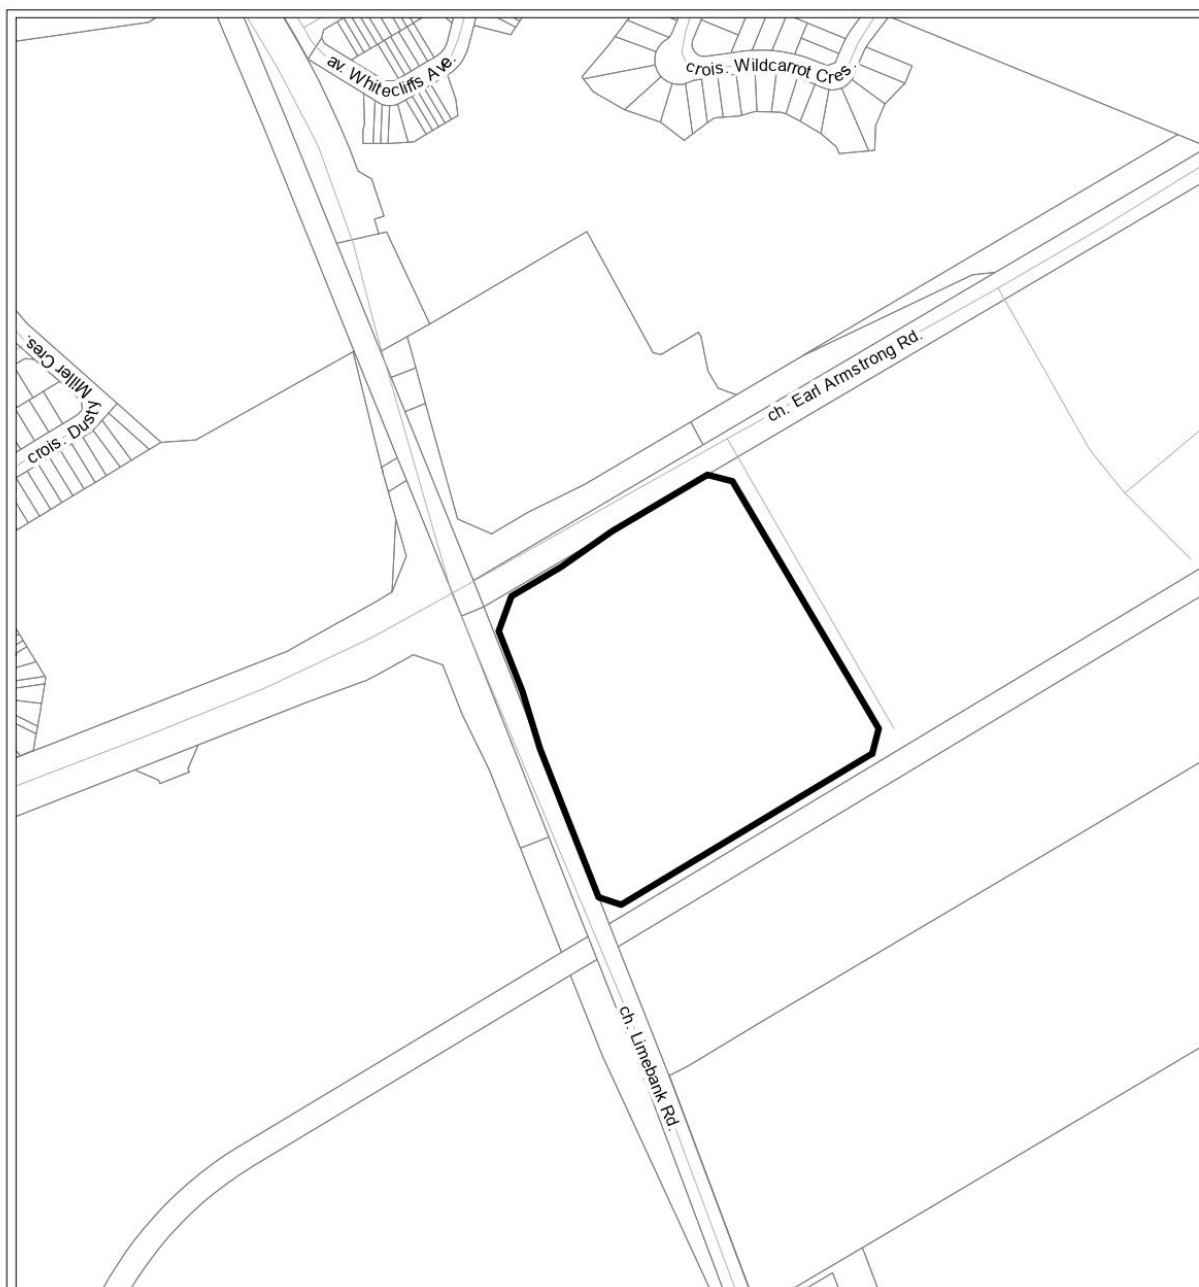 av. Whitecliffs Ave.
crois. Wildcarrot Cres.
crois. Dusty Miller Cres.
ch. Earl Armstrong Rd.
ch. Limebank Rd.